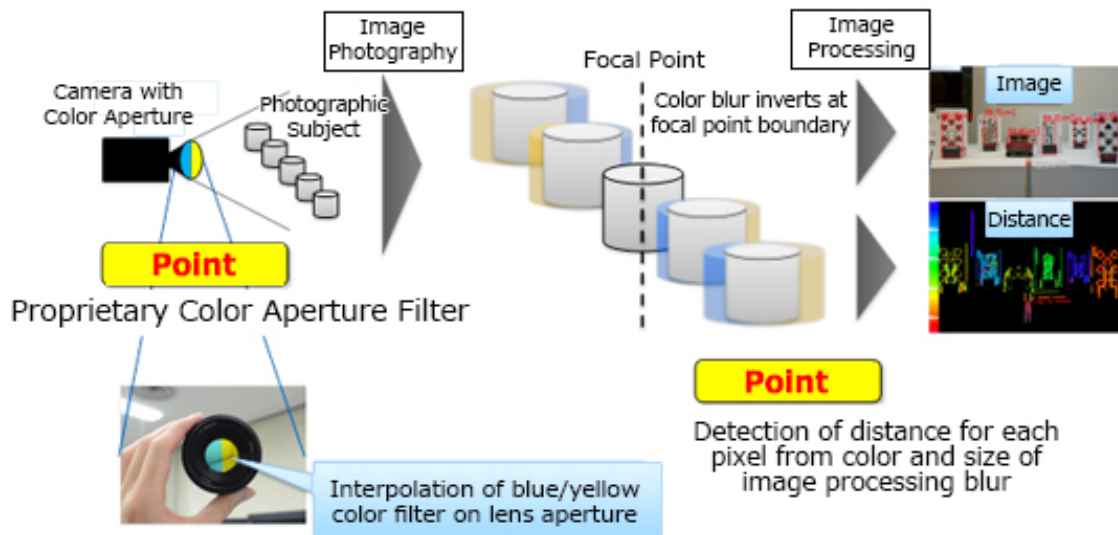 Image
Photography
Image
Processing
Focal Point
Camera with
Color Aperture
Photographic
Subject
Color blur inverts at
focal point boundary
Image
Distance
Point
Proprietary Color Aperture Filter
Point
Detection of distance for each
pixel from color and size of
image processing blur
Interpolation of blue/yellow
color filter on lens aperture